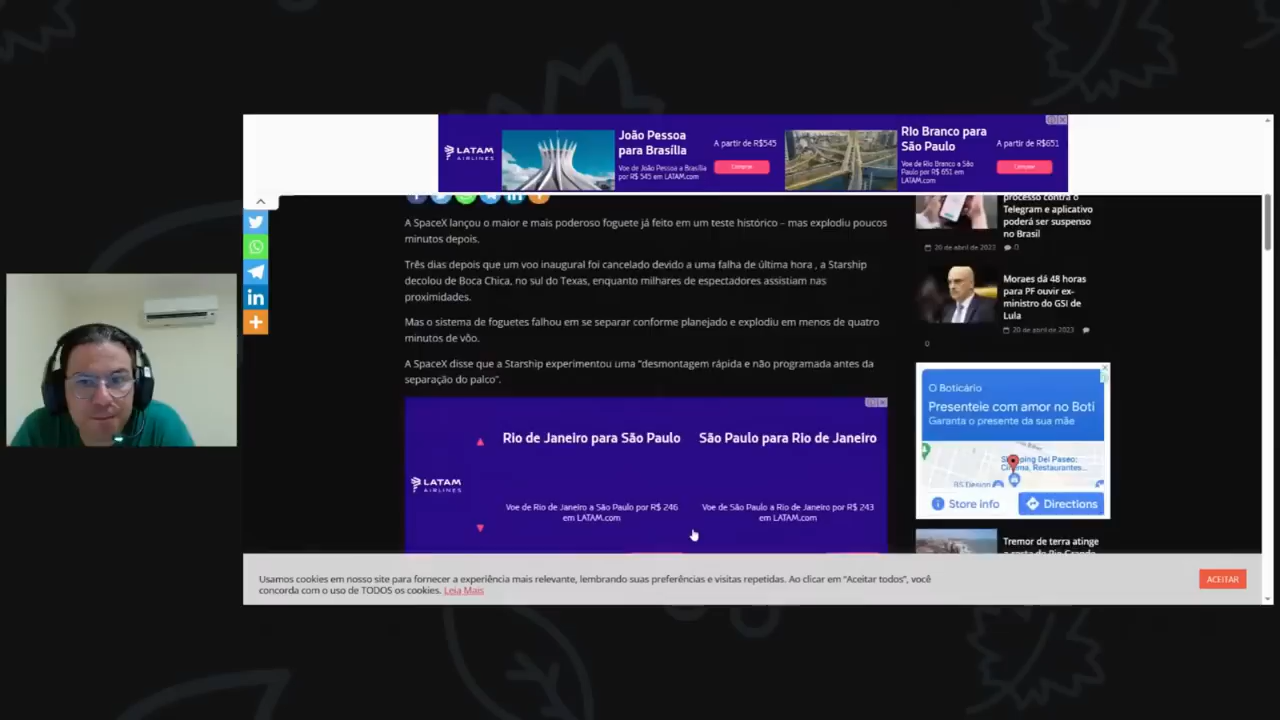 LATAM
AIRLINES
João Pessoa
para Brasília
Voe de João Pessoa a Brasília
por R$ 545 em LATAM.com
A partir de R$545
Comprar
Rio Branco para
São Paulo
Voe de Rio Branco a São
Paulo por R$ 651 em
LATAM.com
A partir de R$651
Comprar
A SpaceX lançou o maior e mais poderoso foguete já feito em um teste histórico – mas explodiu poucos
minutos depois.
Três dias depois que um voo inaugural foi cancelado devido a uma falha de última hora , a Starship
decolou de Boca Chica, no sul do Texas, enquanto milhares de espectadores assistiam nas
proximidades.
Mas o sistema de foguetes falhou em se separar conforme planejado e explodiu em menos de quatro
minutos de vôo.
A SpaceX disse que a Starship experimentou uma “desmontagem rápida e não programada antes da
separação do palco”.
LATAM
AIRLINES
Rio de Janeiro para São Paulo
Voe de Rio de Janeiro a São Paulo por R$ 246
em LATAM.com
São Paulo para Rio de Janeiro
Voe de São Paulo a Rio de Janeiro por R$ 243
em LATAM.com
processo contra o
Telegram e aplicativo
poderá ser suspenso
no Brasil
20 de abril de 2023 0
Moraes dá 48 horas
para PF ouvir ex-
ministro do GSI de
Lula
20 de abril de 2023
0
O Boticário
Presenteie com amor no Boti
Garanta o presente da sua mãe
Shopping Del Paseo:
Cinema, Restaurantes...
RS Design
Store info
Directions
Tremor de terra atinge
Usamos cookies em nosso site para fornecer a experiência mais relevante, lembrando suas preferências e visitas repetidas. Ao clicar em “Aceitar todos”, você
concorda com o uso de TODOS os cookies. Leia Mais
ACEITAR